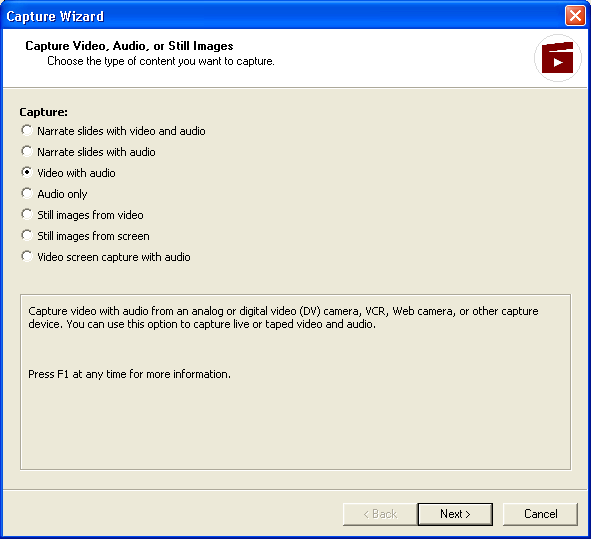 Capture Wizard
Capture Video, Audio, or Still Images
Choose the type of content you want to capture.
Capture:
Narrate slides with video and audio
Narrate slides with audio
Video with audio
Audio only
Still images from video
Still images from screen
Video screen capture with audio
Capture video with audio from an analog or digital video (DV) camera, VCR, Web camera, or other capture
device. You can use this option to capture live or taped video and audio.
Press F1 at any time for more information.
< Back
Next >
Cancel